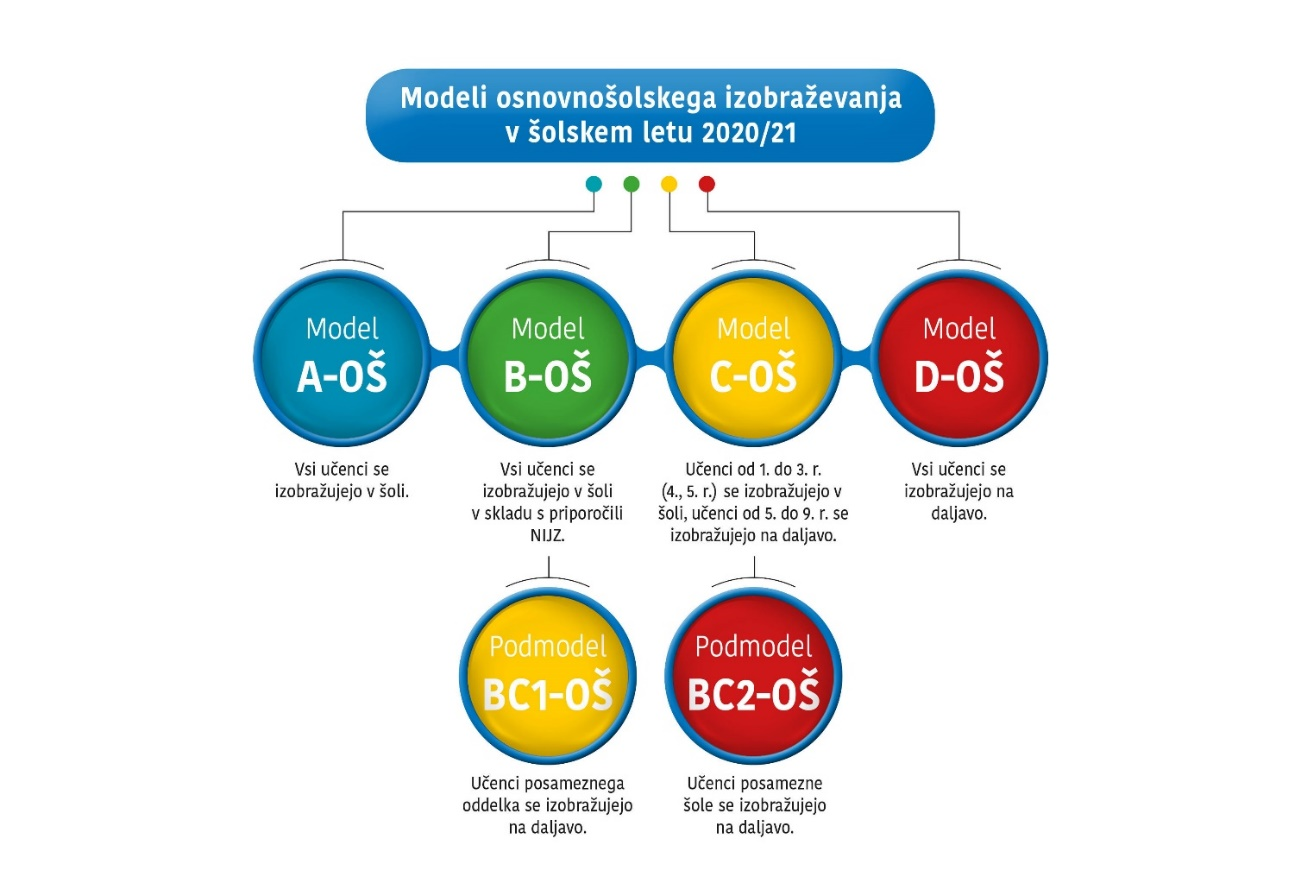 Modeli osnovnošolskega izobraževanja
v šolskem letu 2020/21
Model
A-OŠ
Vsi učenci se
izobražujejo v šoli.
Model
B-OŠ
Vsi učenci se
izobražujejo v šoli
v skladu s priporočili
NIJZ.
Model
C-OŠ
Učenci od 1. do 3. r.
(4., 5. r.) se izobražujejo v
šoli, učenci od 5. do 9. r. se
izobražujejo na daljavo.
Model
D-OŠ
Vsi učenci se
izobražujejo na
daljavo.
Podmodel
BC1-OŠ
Učenci posameznega
oddelka se izobražujejo
na daljavo.
Podmodel
BC2-OŠ
Učenci posamezne
šole se izobražujejo
na daljavo.